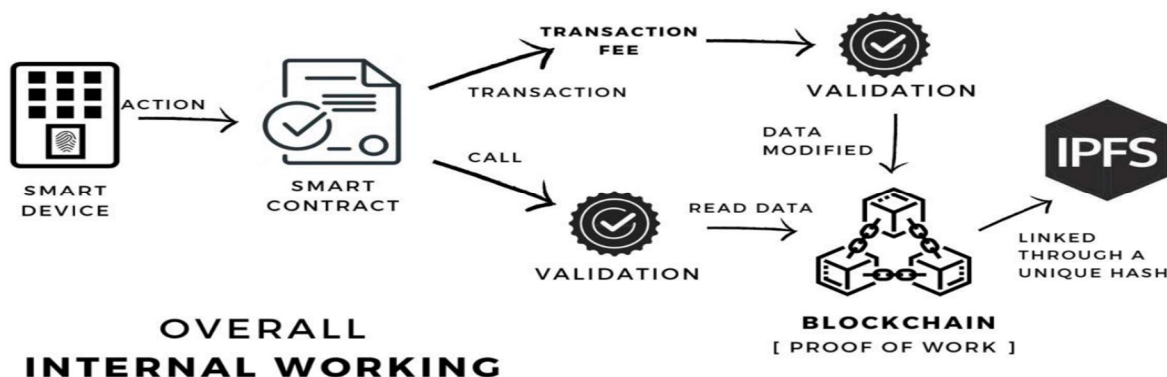 ACTION
SMART
DEVICE
SMART
CONTRACT
TRANSACTION
FEE
TRANSACTION
VALIDATION
CALL
DATA
MODIFIED
VALIDATION
READ DATA
IPFS
LINKED
THROUGH A
UNIQUE HASH
BLOCKCHAIN
[ PROOF OF WORK ]
OVERALL
INTERNAL WORKING